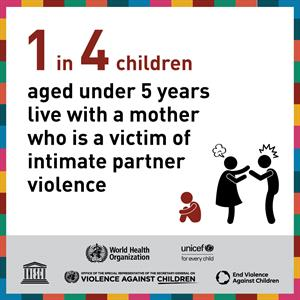 1 in 4 children
aged under 5 years
live with a mother
who is a victim of
intimate partner
violence
World Health
Organization
unicef
for every child
UNESCO
OFFICE OF THE SPECIAL REPRESENTATIVE OF THE SECRETARY-GENERAL ON
VIOLENCE AGAINST CHILDREN
End Violence
Against Children